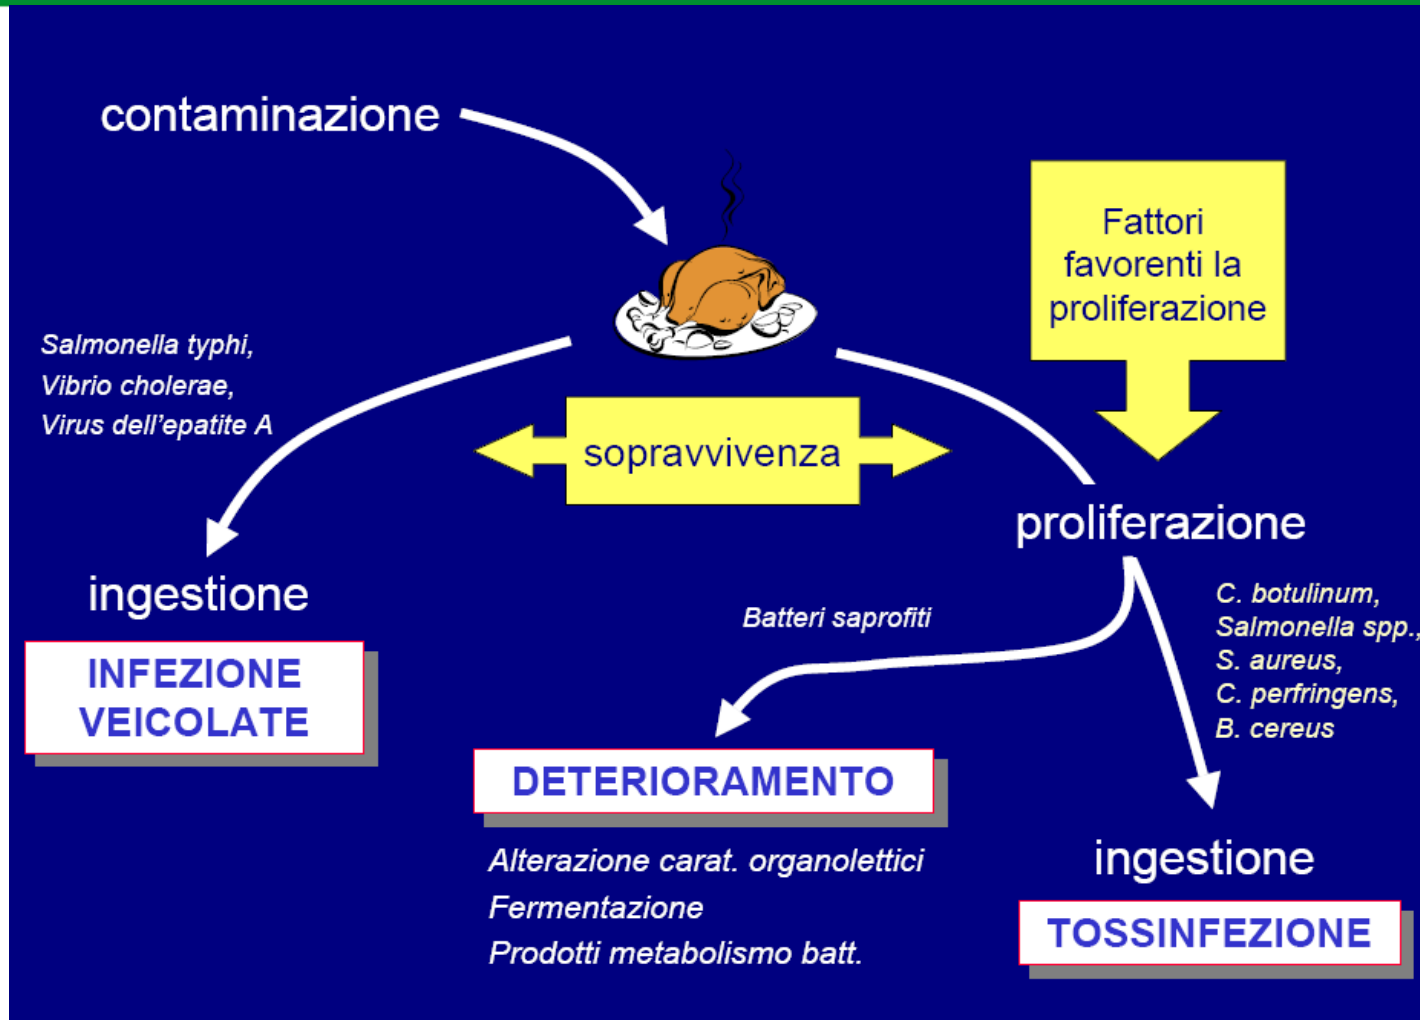 contaminazione
Fattori
favorenti la
proliferazione
Salmonella typhi,
Vibrio cholerae,
Virus dell'epatite A
sopravvivenza
proliferazione
ingestione
INFEZIONE
VEICOLATE
Batteri saprofiti
C. botulinum,
Salmonella spp.,
S. aureus,
C. perfringens,
B. cereus
DETERIORAMENTO
Alterazione carat. organolettici
Fermentazione
Prodotti metabolismo batt.
ingestione
TOSSINFEZIONE